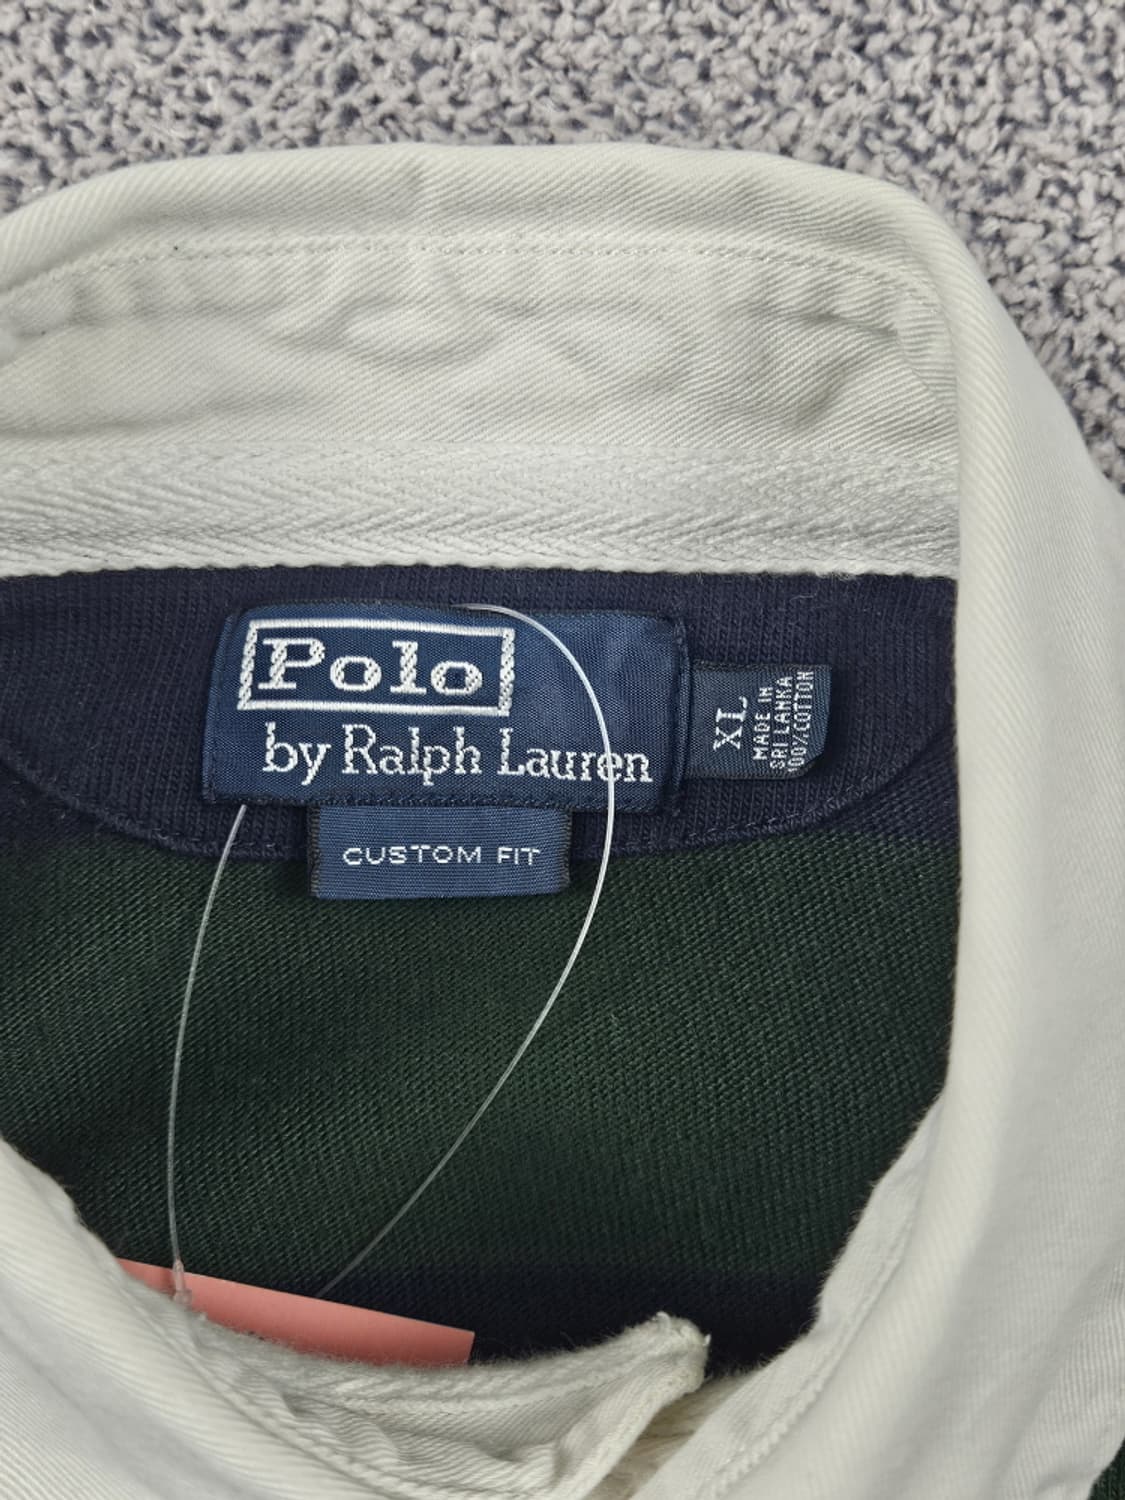 Polo
by Ralph Lauren
XL
MADE IN
SRI LANKA
100% COTTON
CUSTOM FIT